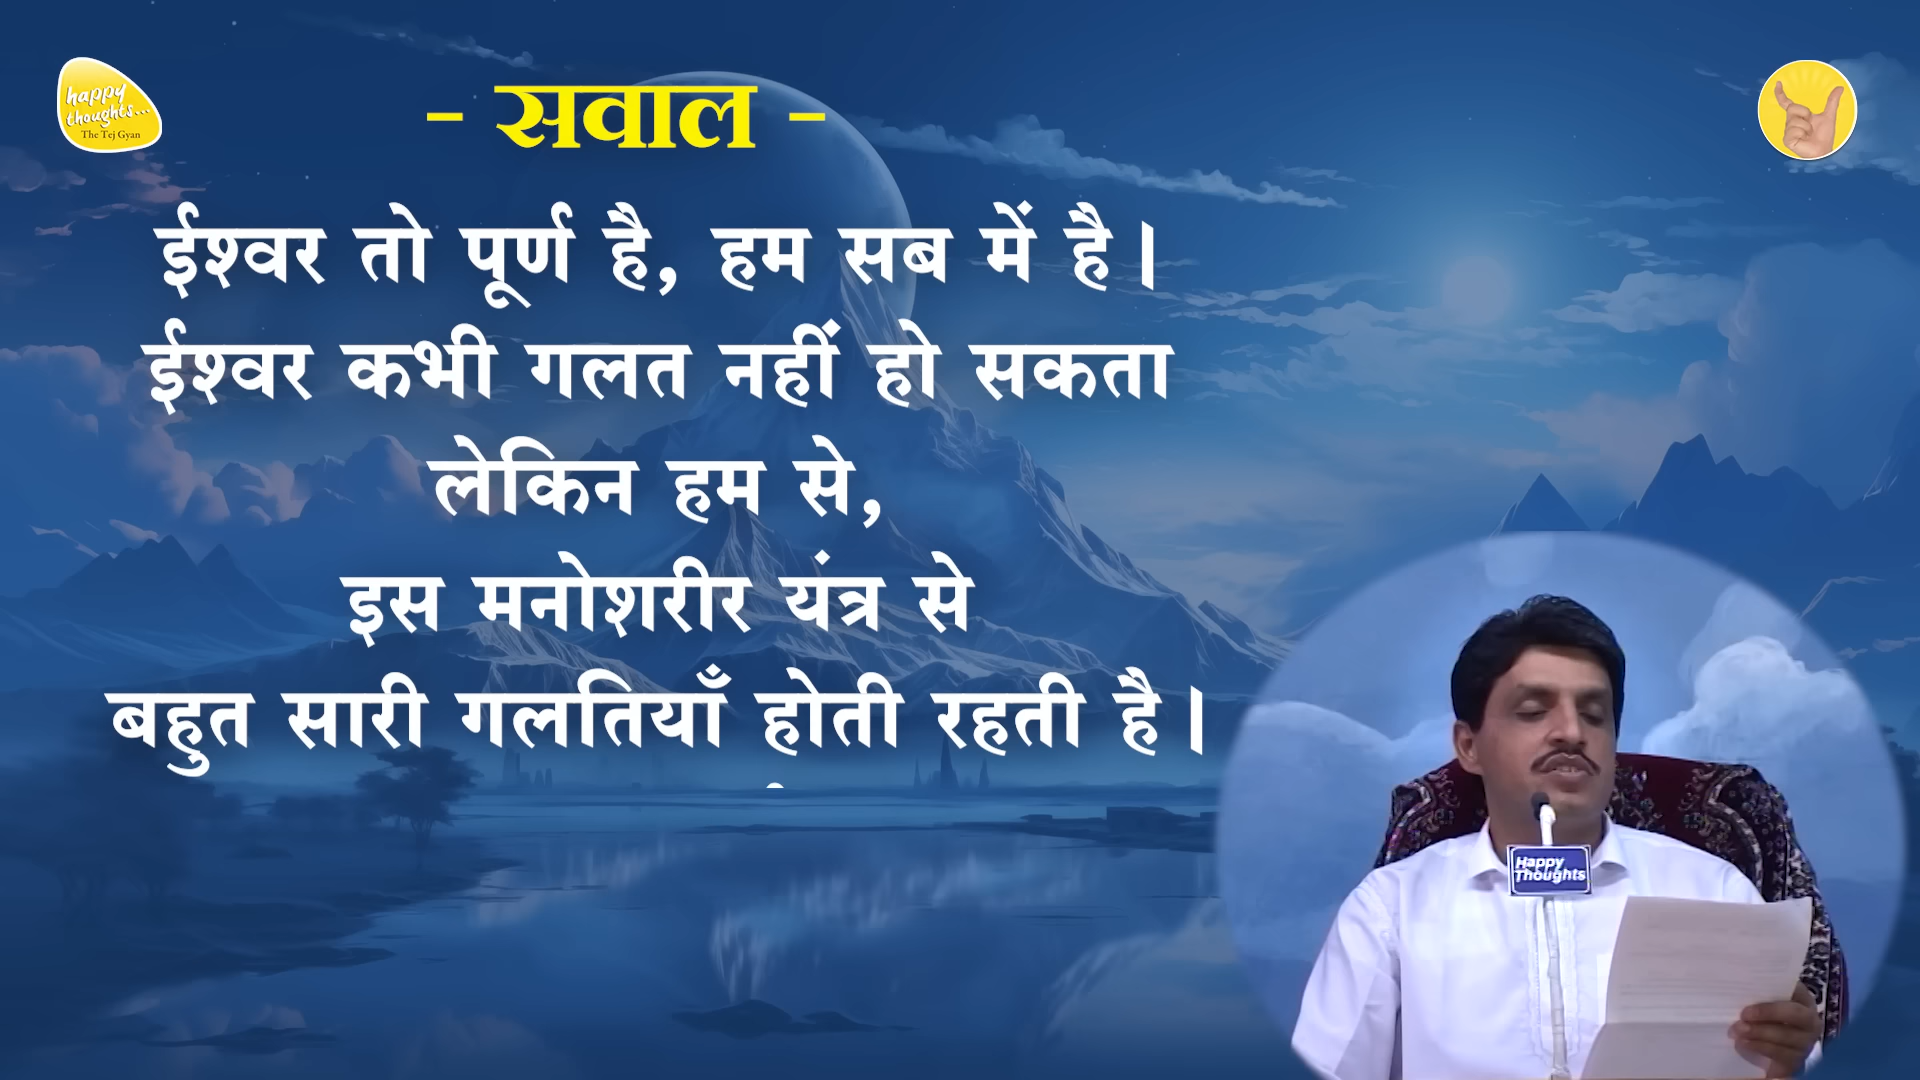 happy
thoughts...
The Tej Gyan
- सवाल -
ईश्वर तो पूर्ण है, हम सब में है।
ईश्वर कभी गलत नहीं हो सकता
लेकिन हम से,
इस मनोशरीर यंत्र से
बहुत सारी गलतियाँ होती रहती है।
Happy
Thoughts